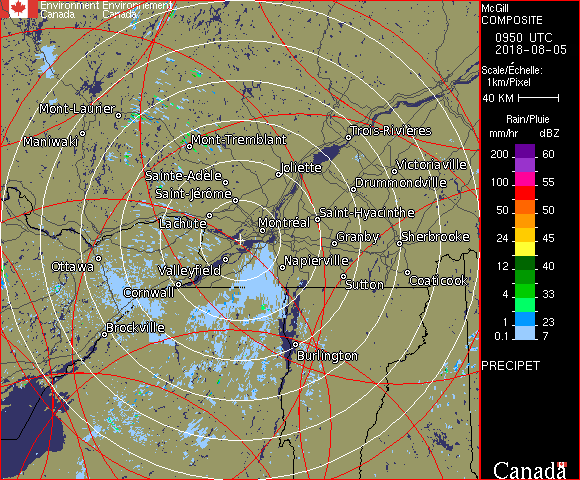 Environment Environnement
Canada Canada
Mont-Laurier
Maniwaki
Mont-Tremblant
Trois-Rivières
Joliette
Victoriaville
Sainte-Adèle
Drummondville
Saint-Jérôme
Saint-Hyacinthe
Lachute
Montréal
Granby
Sherbrooke
Ottawa
Valleyfield
Napierville
Cornwall
Sutton
Coaticook
Brockville
Burlington
McGill
COMPOSITE
0950 UTC
2018-08-05
Scale/Échelle:
1km/Pixel
40 KM
Rain/Pluie
mm/hr dBZ
200 60
155 57
100 55
50 50
24 45
12 40
4 33
1 23
0.1 7
PRECIPET
Canada